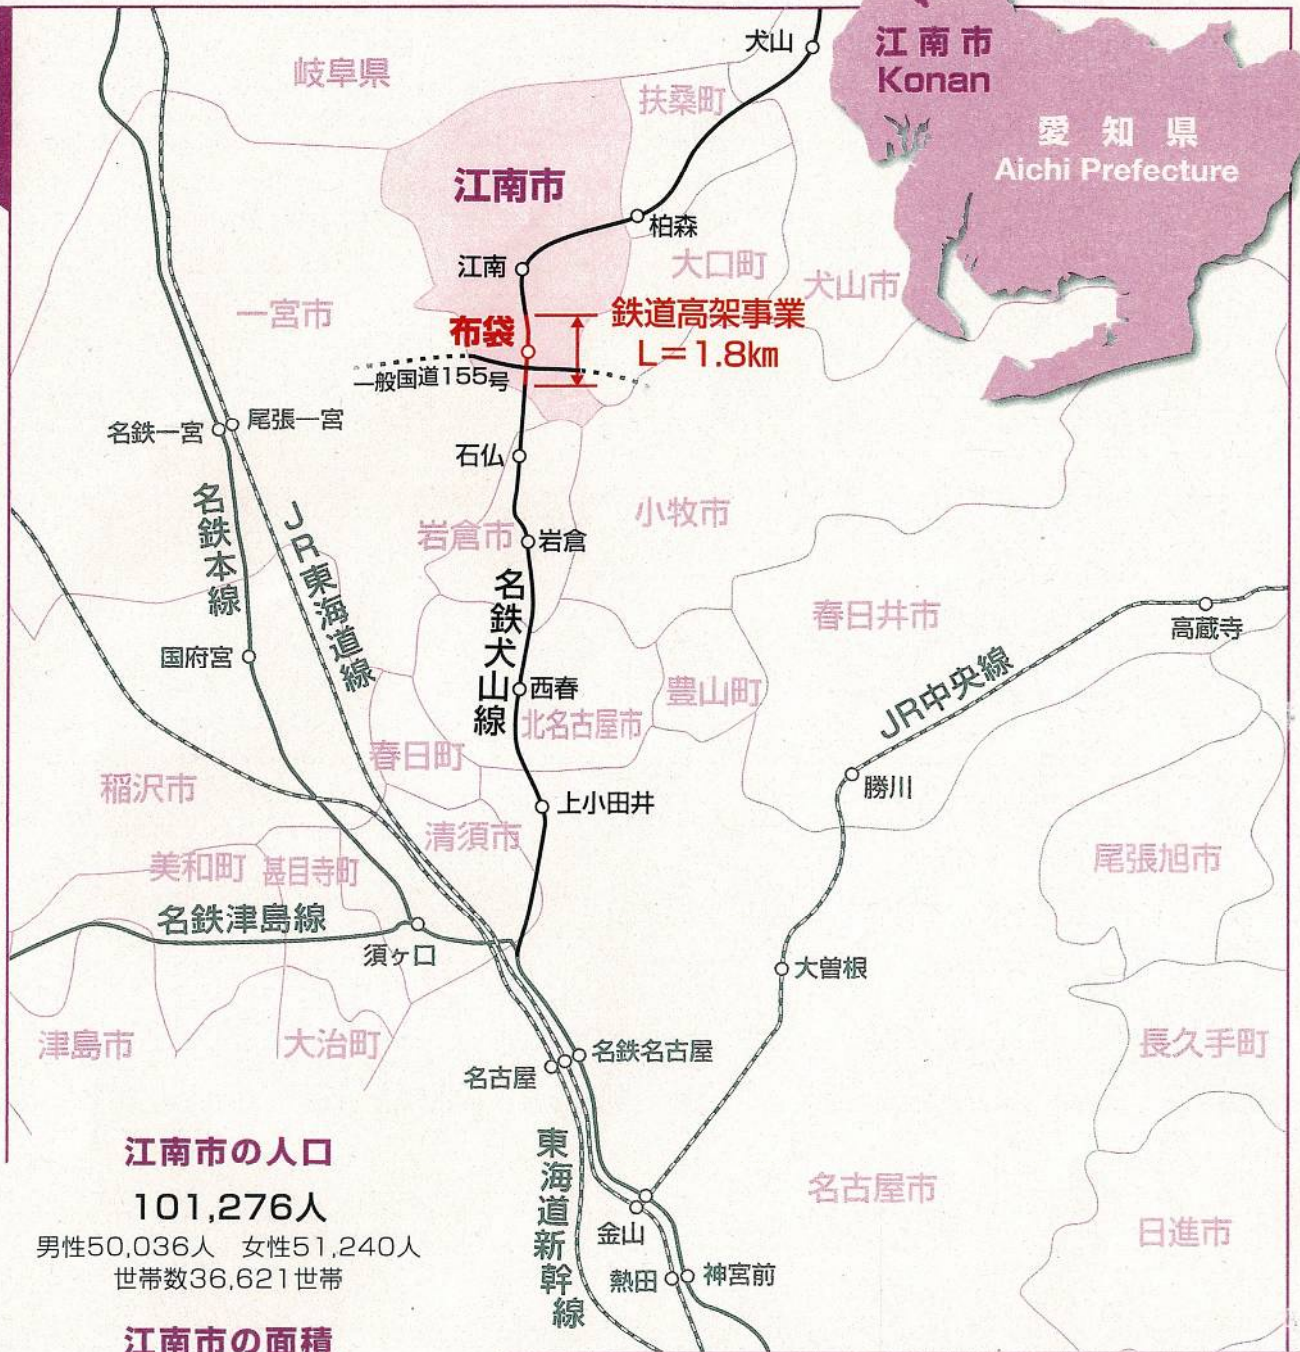 犬山
江南市
Konan
愛知県
Aichi Prefecture
岐阜県
扶桑町
江南市
柏森
江南
大口町
犬山市
一宮市
布袋
鉄道高架事業
L=1.8km
一般国道155号
名鉄一宮
尾張一宮
石仏
名鉄本線
JR東海道線
岩倉市
岩倉
小牧市
名鉄犬山線
春日井市
高蔵寺
国府宮
西春
北名古屋市
豊山町
JR中央線
春日町
稲沢市
勝川
上小田井
清須市
美和町
甚目寺町
尾張旭市
名鉄津島線
須ヶ口
大曽根
津島市
大治町
長久手町
名鉄名古屋
名古屋
東海道新幹線
名古屋市
日進市
金山
熱田
神宮前
江南市の人口
101,276人
男性50,036人 女性51,240人
世帯数36,621世帯
江南市の面積